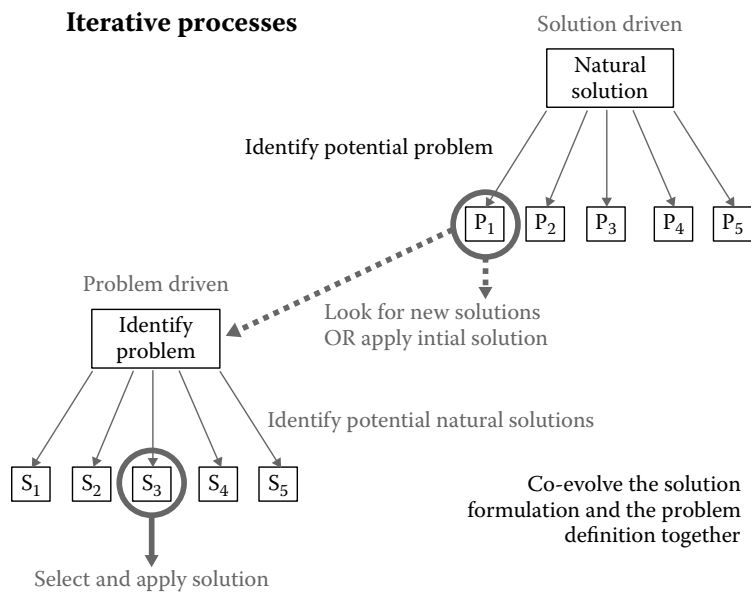 Iterative processes
Solution driven
Natural
solution
Identify potential problem
P₁ P₂ P₃ P₄ P₅
Problem driven
Look for new solutions
OR apply intial solution
Identify
problem
Identify potential natural solutions
S₁ S₂ S₃ S₄ S₅
Co-evolve the solution
formulation and the problem
definition together
Select and apply solution